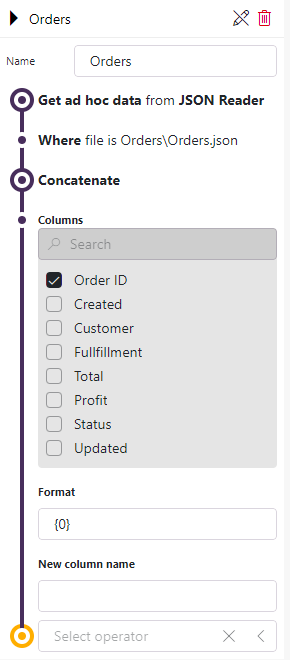 Orders
Name
Orders
Get ad hoc data from JSON Reader
Where file is Orders\Orders.json
Concatenate
Columns
Search
Order ID
Created
Customer
Fullfillment
Total
Profit
Status
Updated
Format
{0}
New column name
Select operator